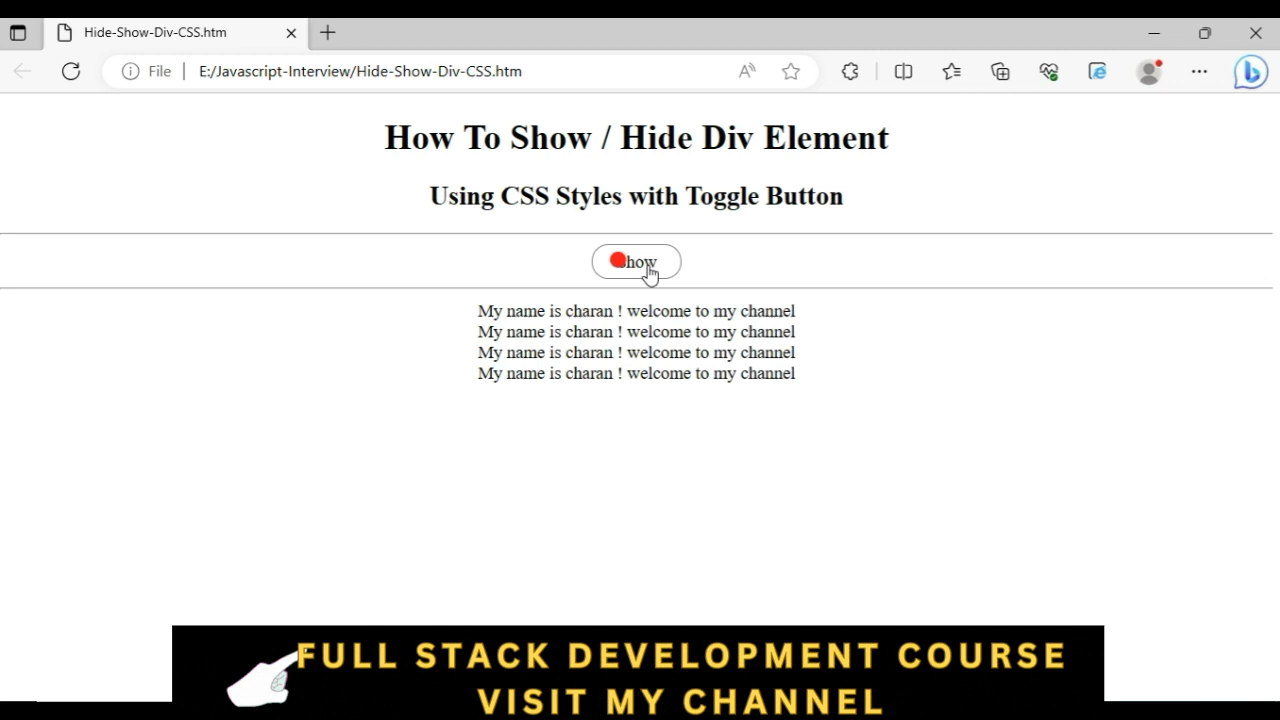 Hide-Show-Div-CSS.htm
File
E:/Javascript-Interview/Hide-Show-Div-CSS.htm
How To Show / Hide Div Element
Using CSS Styles with Toggle Button
Show
My name is charan ! welcome to my channel
My name is charan ! welcome to my channel
My name is charan ! welcome to my channel
My name is charan ! welcome to my channel
FULL STACK DEVELOPMENT COURSE
VISIT MY CHANNEL